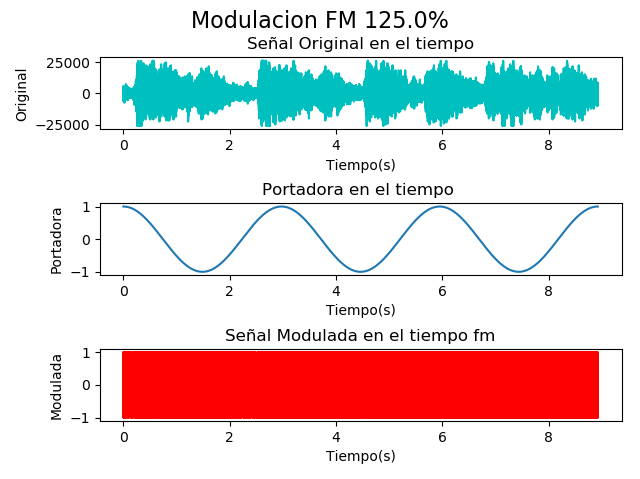 Modulacion FM 125.0%
Señal Original en el tiempo
25000
0
−25000
Original
0 2 4 6 8
Tiempo(s)
Portadora en el tiempo
1
0
−1
Portadora
0 2 4 6 8
Tiempo(s)
Señal Modulada en el tiempo fm
1
0
−1
Modulada
0 2 4 6 8
Tiempo(s)